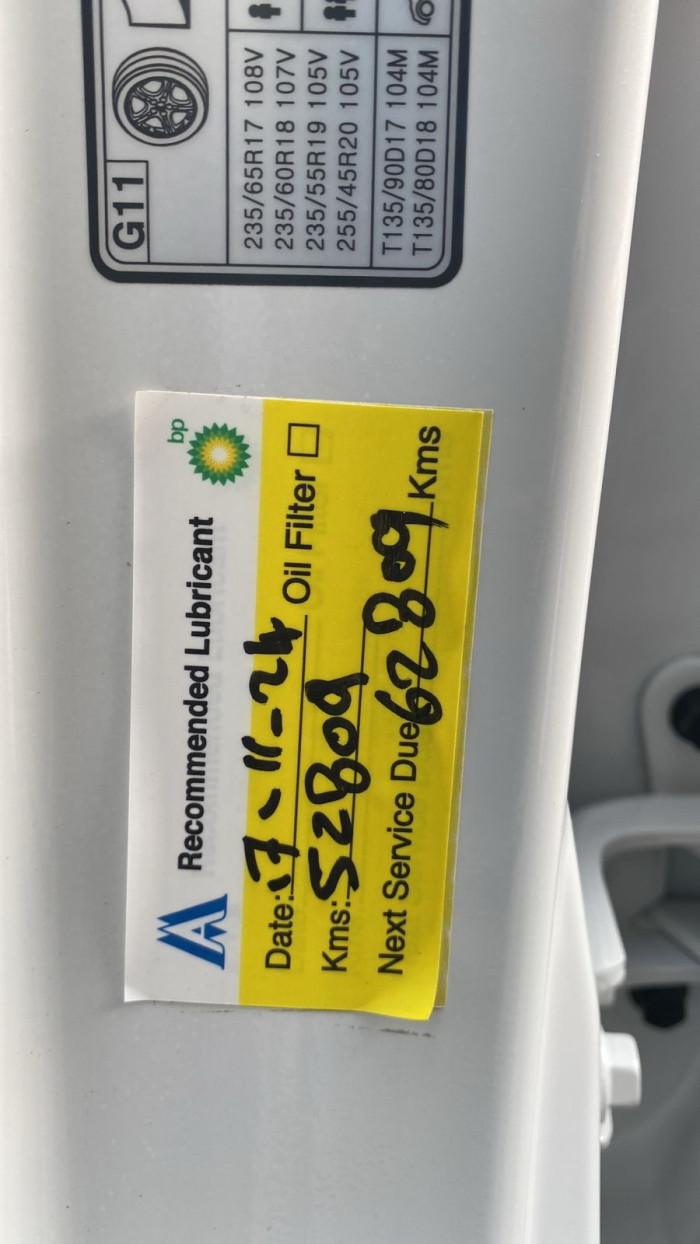 G11
235/65R17 108V
235/60R18 107V
235/55R19 105V
255/45R20 105V
T135/90D17 104M
T135/80D18 104M
bp
Recommended Lubricant
Date: 17-11-24 Oil Filter
Kms: 52809
Next Service Due 62809 Kms